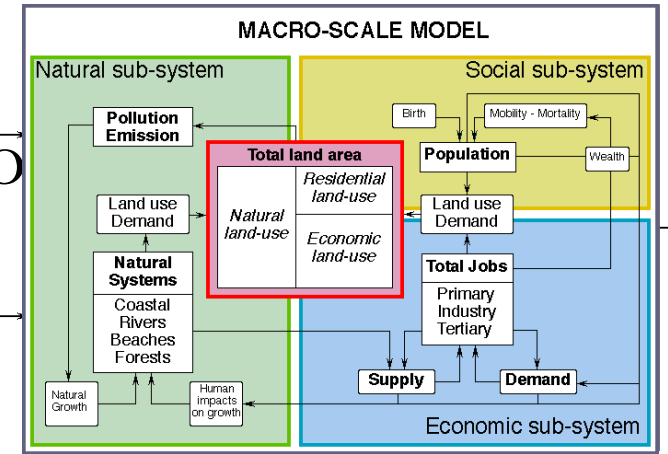 MACRO-SCALE MODEL
Natural sub-system
Social sub-system
Pollution
Emission
Birth
Mobility - Mortality
Total land area
Population
Wealth
O
Residential
land-use
Natural
land-use
Economic
land-use
Land use
Demand
Land use
Demand
Natural
Systems
Coastal
Rivers
Beaches
Forests
Total Jobs
Primary
Industry
Tertiary
Supply
Demand
Natural
Growth
Human
impacts
on growth
Economic sub-system